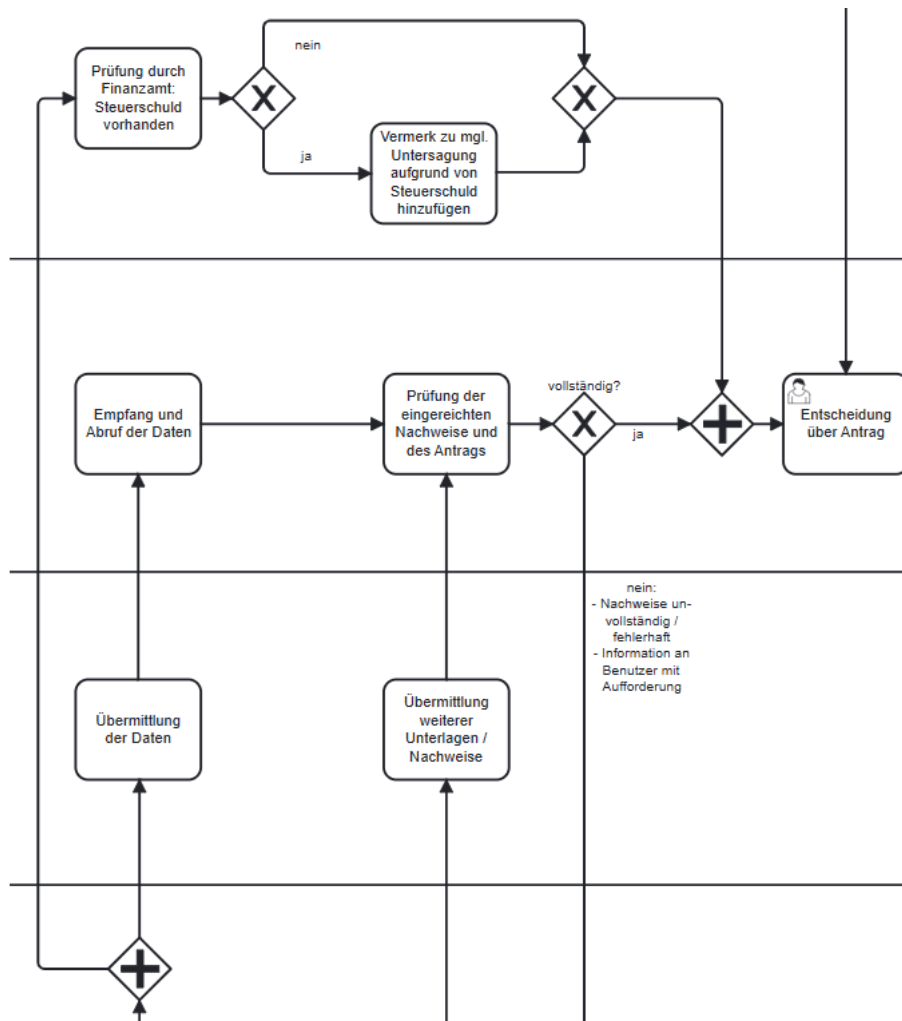 nein
Prüfung durch
Finanzamt:
Steuerschuld
vorhanden
ja
Vermerk zu mgl.
Untersagung
aufgrund von
Steuerschuld
hinzufügen
Empfang und
Abruf der Daten
Prüfung der
eingereichten
Nachweise und
des Antrags
vollständig?
ja
Entscheidung
über Antrag
nein:
- Nachweise un-
vollständig /
fehlerhaft
- Information an
Benutzer mit
Aufforderung
Übermittlung
der Daten
Übermittlung
weiterer
Unterlagen /
Nachweise